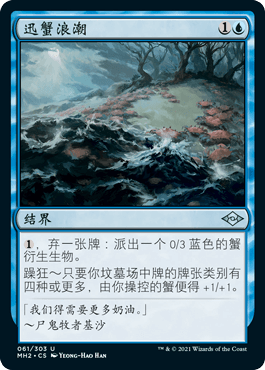 迅蟹浪潮 1
结界
1，弃一张牌：派出一个 0/3 蓝色的蟹
衍生生物。
躁狂～只要你坟墓场中牌的牌张类别有
四种或更多，由你操控的蟹便得 +1/+1。
「我们得需要更多奶油。」
～尸鬼牧者基沙
061/303 U
MH2 • CS Yeong-Hao Han
™ & © 2021 Wizards of the Coast